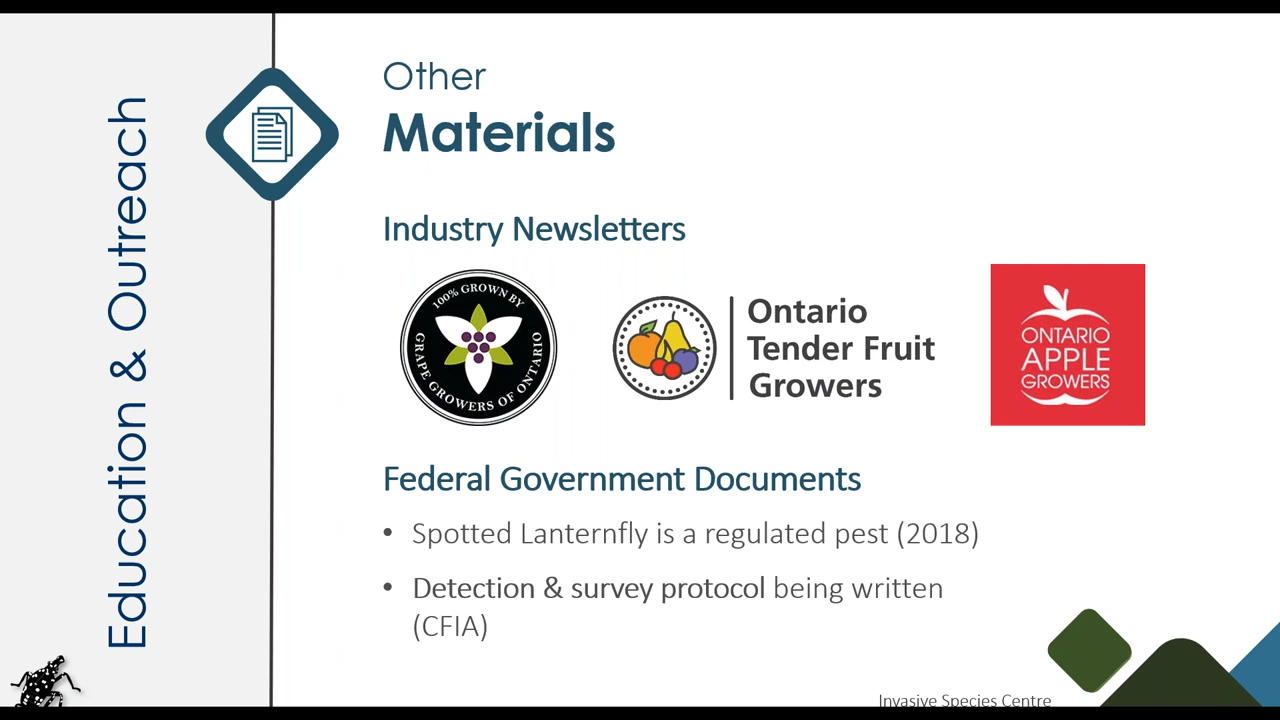 Education & Outreach
Other
Materials
Industry Newsletters
100% GROWN BY
GRAPE GROWERS OF ONTARIO
Ontario
Tender Fruit
Growers
ONTARIO
APPLE
GROWERS
Federal Government Documents
• Spotted Lanternfly is a regulated pest (2018)
• Detection & survey protocol being written
(CFIA)
Invasive Species Centre